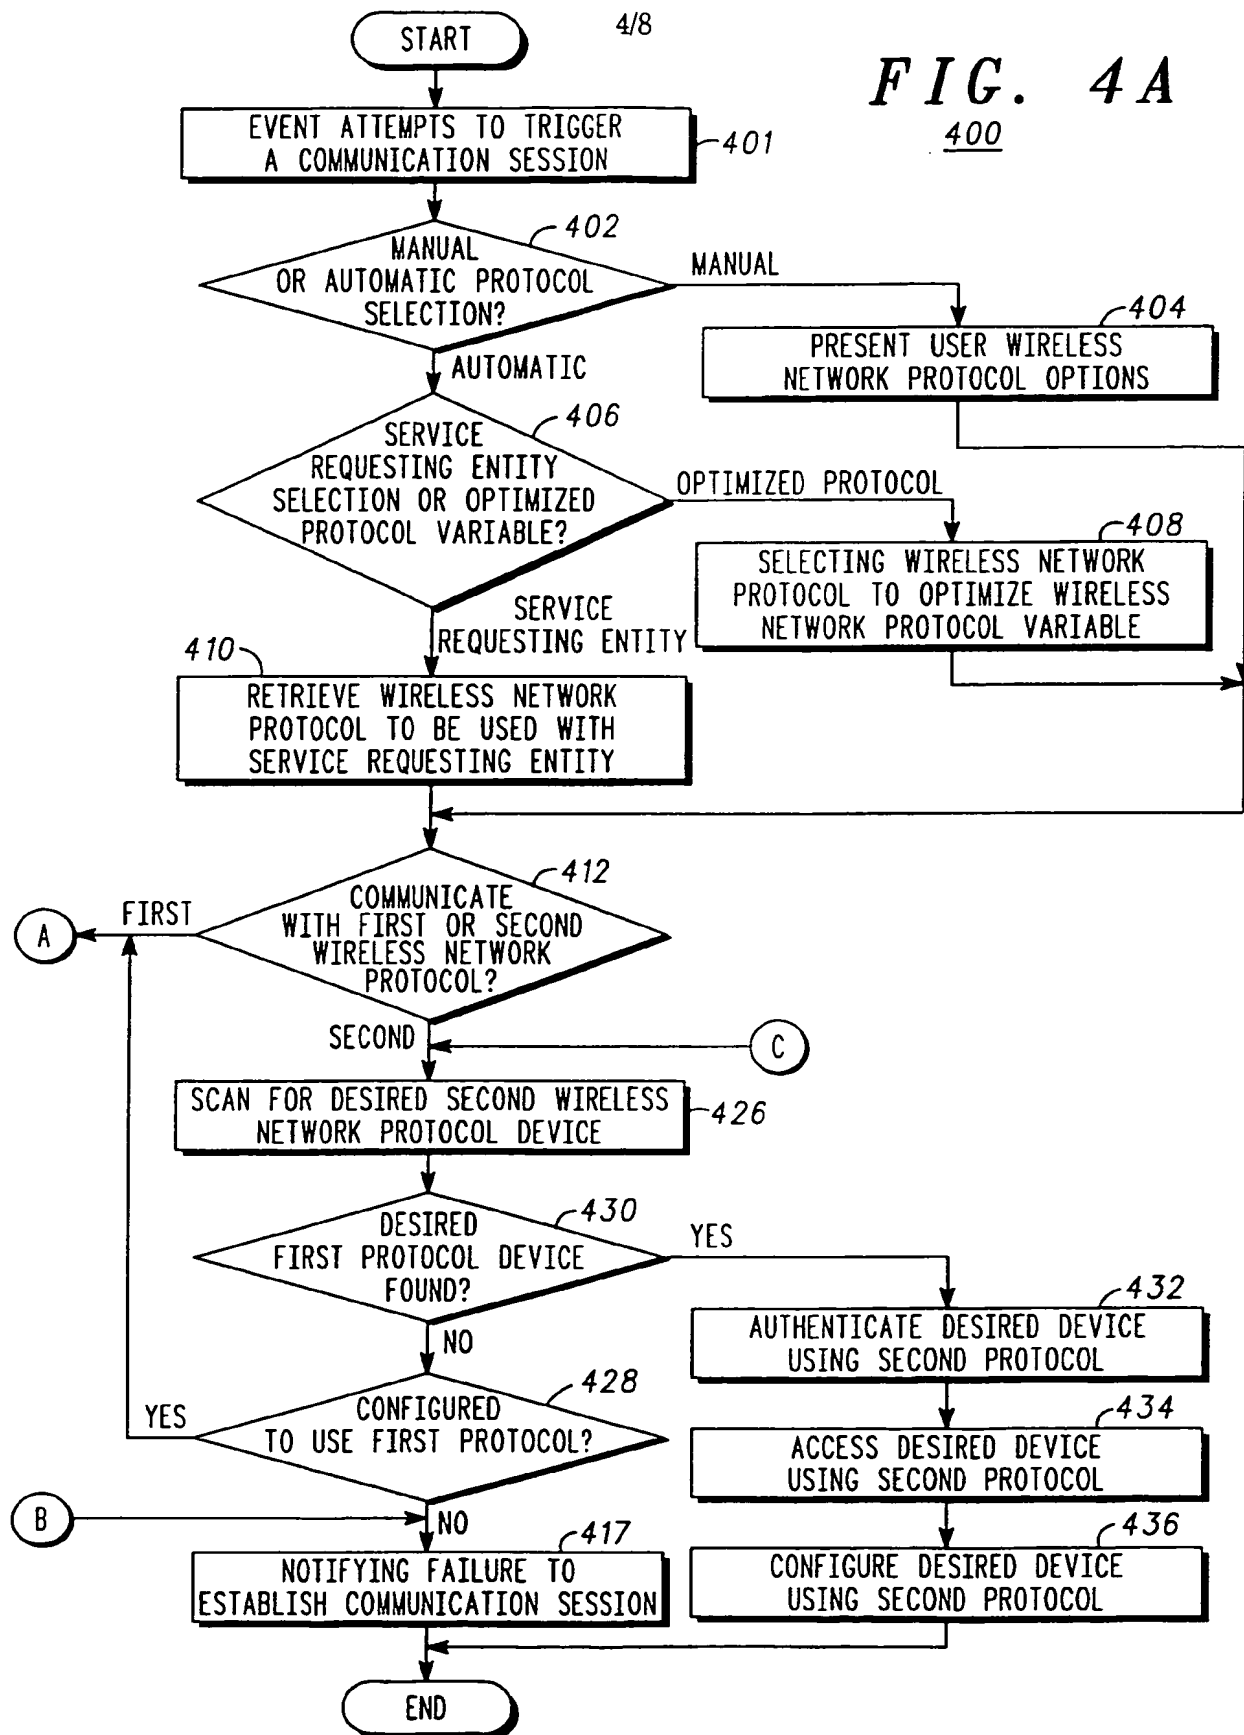 START
4/8
FIG. 4A
400
EVENT ATTEMPTS TO TRIGGER
A COMMUNICATION SESSION
401
402
MANUAL
OR AUTOMATIC PROTOCOL
SELECTION?
MANUAL
404
PRESENT USER WIRELESS
NETWORK PROTOCOL OPTIONS
AUTOMATIC
406
SERVICE
REQUESTING ENTITY
SELECTION OR OPTIMIZED
PROTOCOL VARIABLE?
OPTIMIZED PROTOCOL
408
SELECTING WIRELESS NETWORK
PROTOCOL TO OPTIMIZE WIRELESS
NETWORK PROTOCOL VARIABLE
SERVICE
REQUESTING ENTITY
410
RETRIEVE WIRELESS NETWORK
PROTOCOL TO BE USED WITH
SERVICE REQUESTING ENTITY
412
COMMUNICATE
WITH FIRST OR SECOND
WIRELESS NETWORK
PROTOCOL?
FIRST
A
SECOND
C
SCAN FOR DESIRED SECOND WIRELESS
NETWORK PROTOCOL DEVICE
426
430
DESIRED
FIRST PROTOCOL DEVICE
FOUND?
YES
432
AUTHENTICATE DESIRED DEVICE
USING SECOND PROTOCOL
NO
428
CONFIGURED
TO USE FIRST PROTOCOL?
YES
434
ACCESS DESIRED DEVICE
USING SECOND PROTOCOL
B
NO
417
NOTIFYING FAILURE TO
ESTABLISH COMMUNICATION SESSION
436
CONFIGURE DESIRED DEVICE
USING SECOND PROTOCOL
END